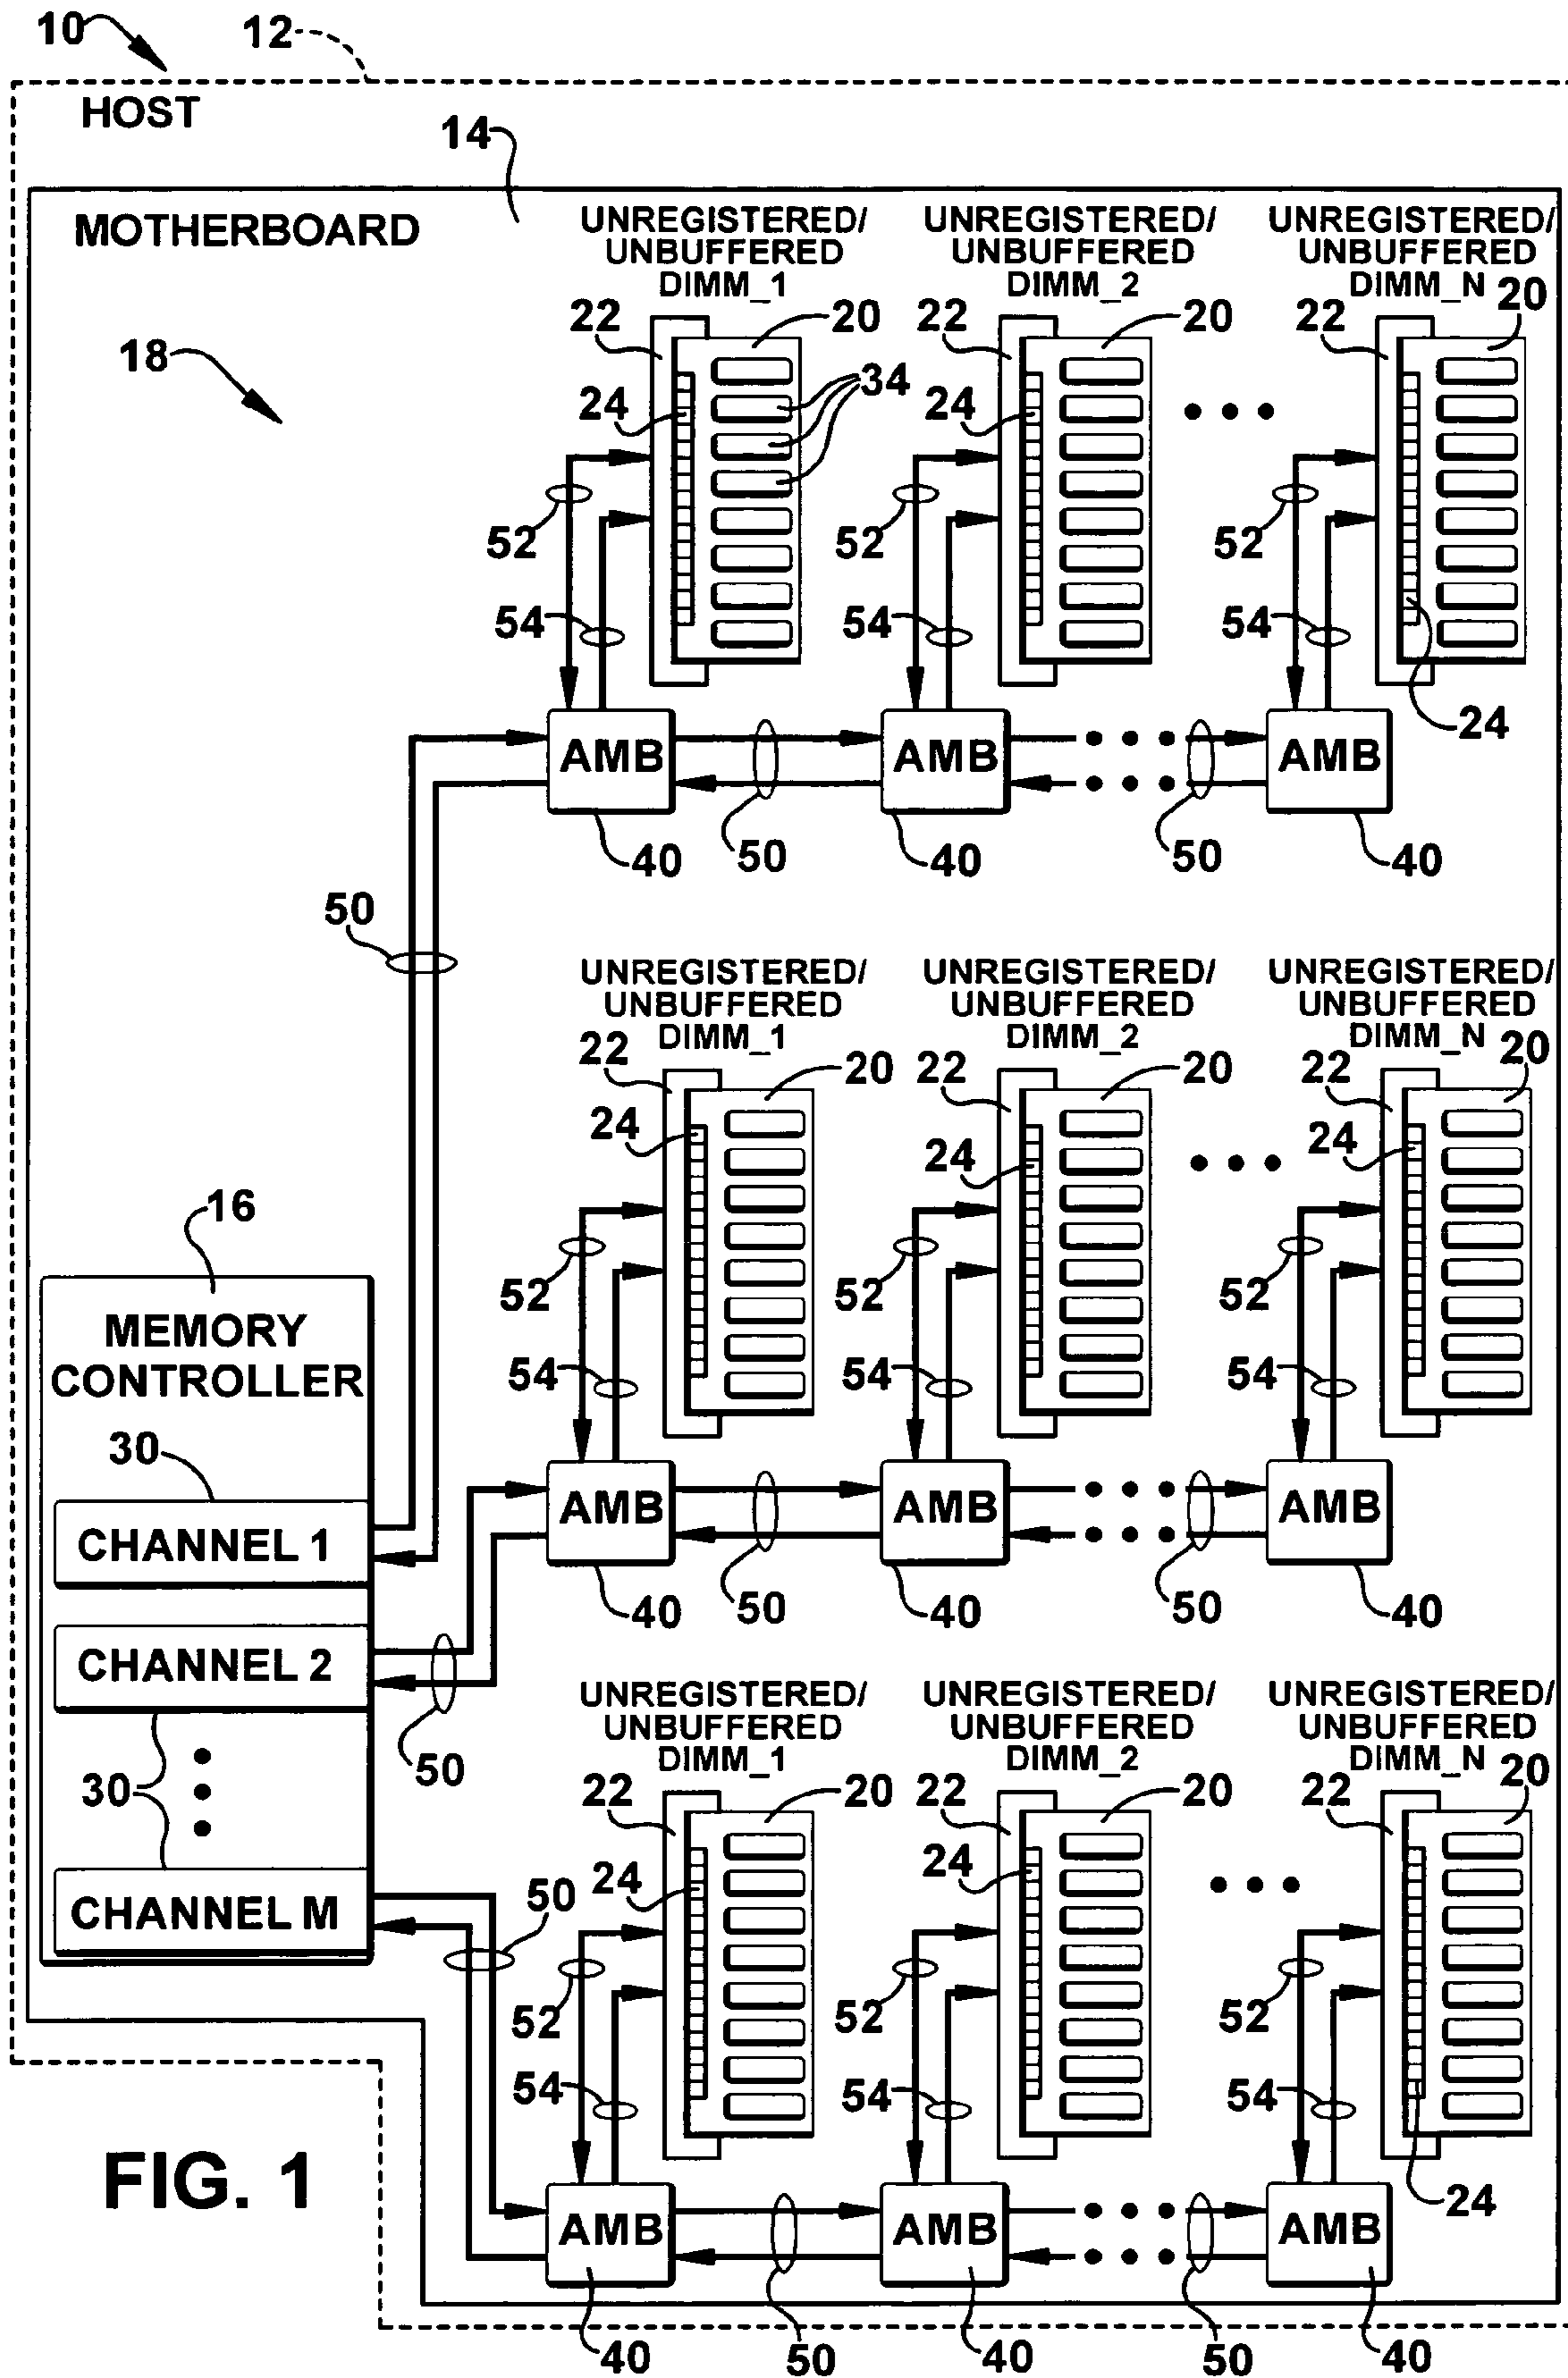 10
12
HOST
14
MOTHERBOARD
18
UNREGISTERED/
UNBUFFERED
DIMM_1
UNREGISTERED/
UNBUFFERED
DIMM_2
UNREGISTERED/
UNBUFFERED
DIMM_N
22
20
22
20
22
20
24
34
24
52
52
52
54
54
54
24
AMB
AMB
AMB
40
50
40
50
40
50
UNREGISTERED/
UNBUFFERED
DIMM_1
UNREGISTERED/
UNBUFFERED
DIMM_2
UNREGISTERED/
UNBUFFERED
DIMM_N
22
20
22
20
22
20
24
24
24
52
52
52
54
54
54
AMB
AMB
AMB
40
50
40
50
40
16
MEMORY
CONTROLLER
30
CHANNEL 1
CHANNEL 2
30
CHANNEL M
50
50
UNREGISTERED/
UNBUFFERED
DIMM_1
UNREGISTERED/
UNBUFFERED
DIMM_2
UNREGISTERED/
UNBUFFERED
DIMM_N
22
20
22
20
22
20
24
24
52
52
52
54
54
54
24
AMB
AMB
AMB
40
50
40
50
40
FIG. 1